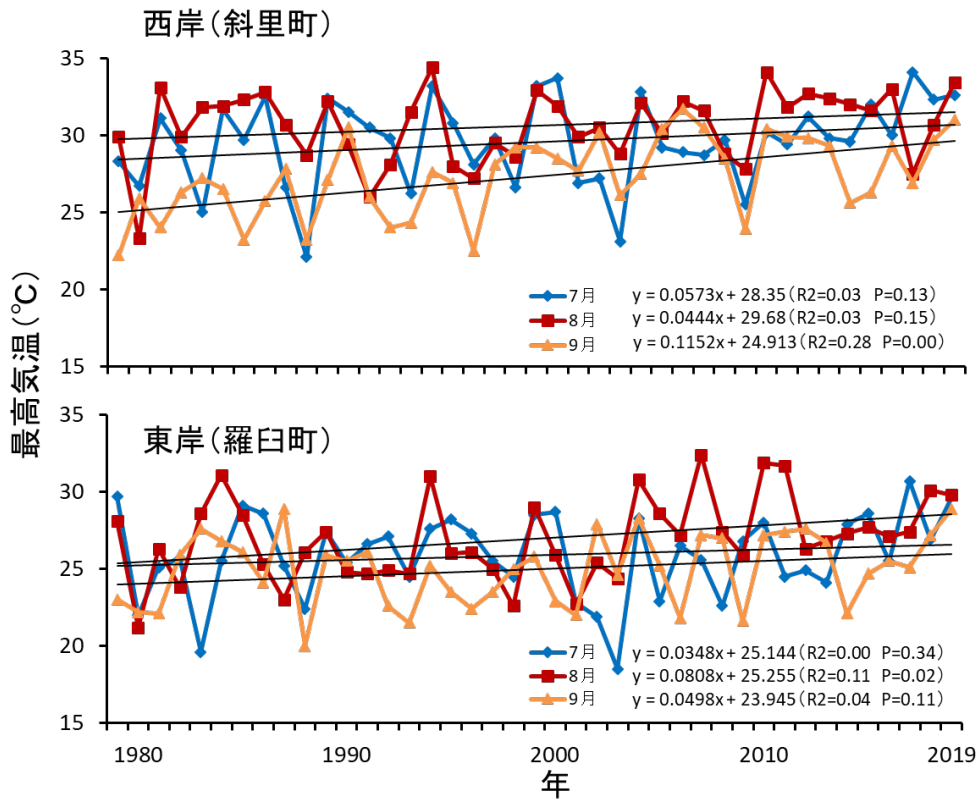 西岸（斜里町）
35
30
25
20
15
7月 y = 0.0573x + 28.35（R2=0.03 P=0.13）
8月 y = 0.0444x + 29.68（R2=0.03 P=0.15）
9月 y = 0.1152x + 24.913（R2=0.28 P=0.00）
最高気温（℃）
東岸（羅臼町）
35
30
25
20
15
7月 y = 0.0348x + 25.144（R2=0.00 P=0.34）
8月 y = 0.0808x + 25.255（R2=0.11 P=0.02）
9月 y = 0.0498x + 23.945（R2=0.04 P=0.11）
1980 1990 2000 2010 2019
年